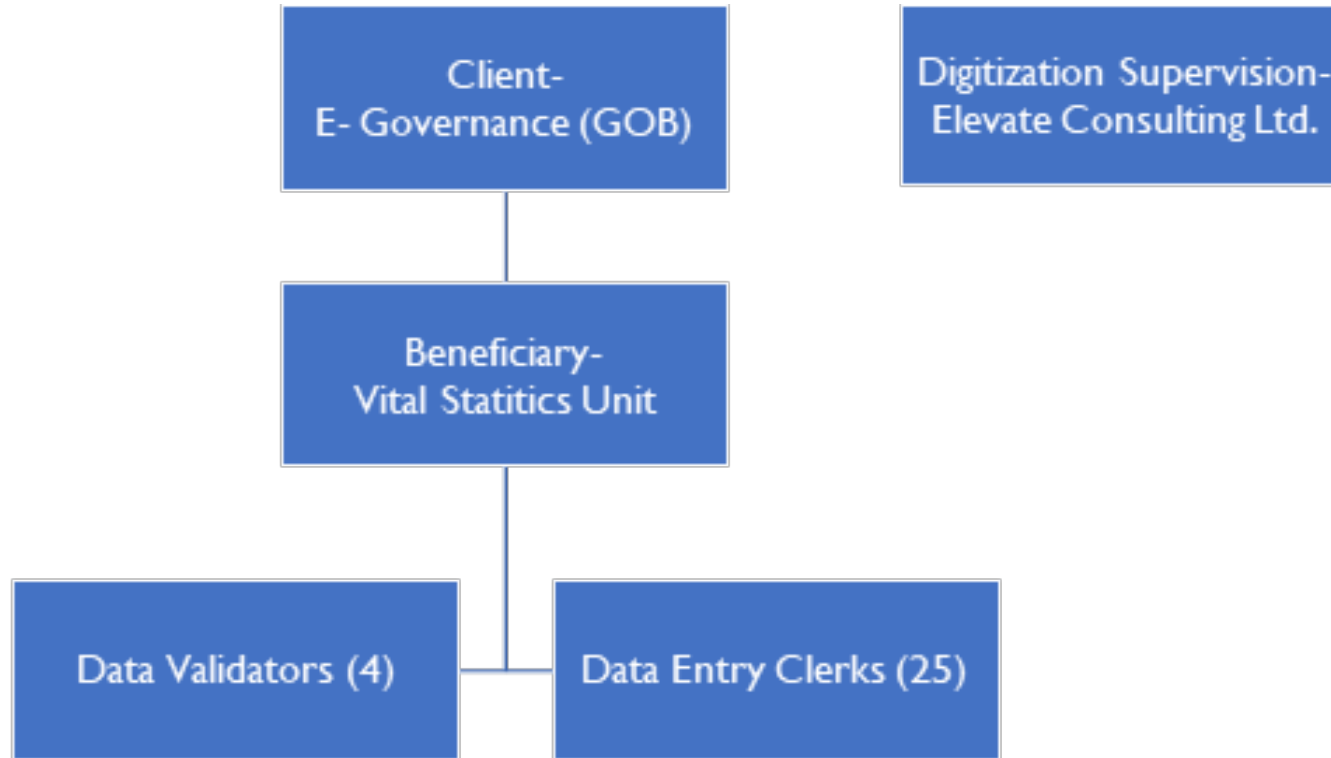 Client-
E- Governance (GOB)
Digitization Supervision-
Elevate Consulting Ltd.
Beneficiary-
Vital Statitics Unit
Data Validators (4)
Data Entry Clerks (25)